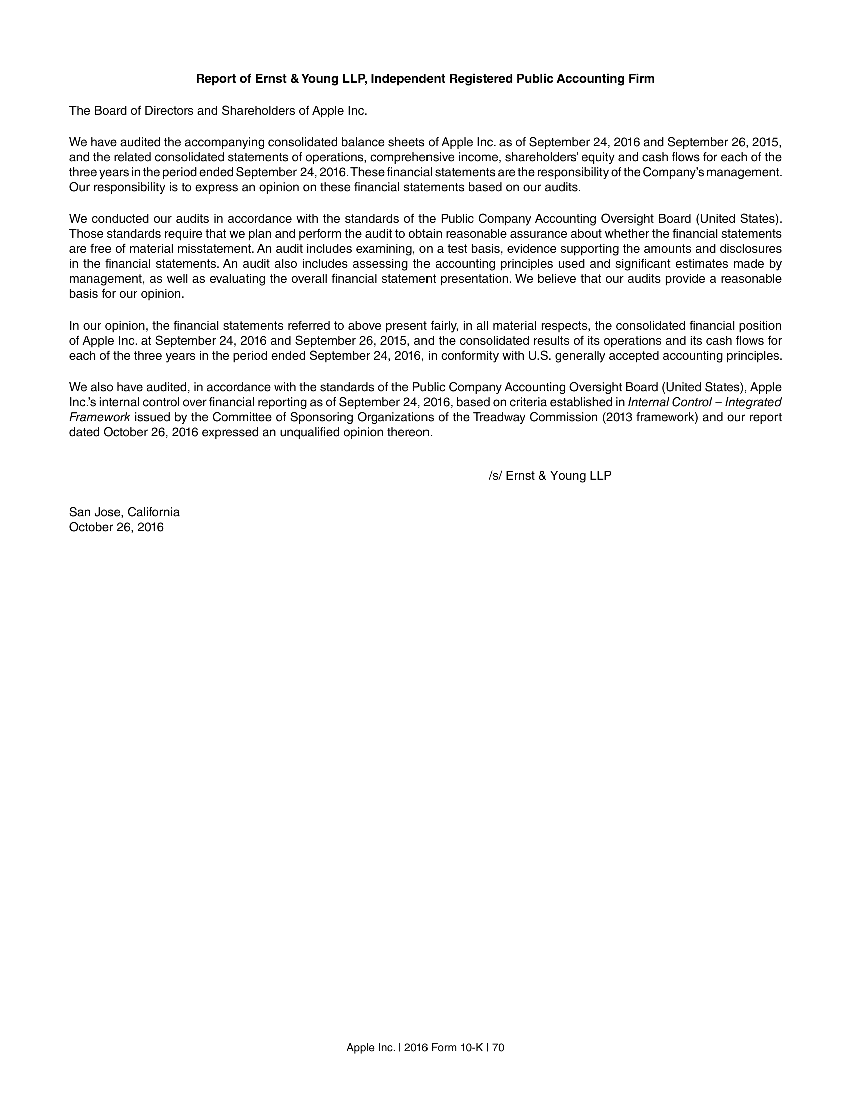 Report of Ernst & Young LLP, Independent Registered Public Accounting Firm
The Board of Directors and Shareholders of Apple Inc.
We have audited the accompanying consolidated balance sheets of Apple Inc. as of September 24, 2016 and September 26, 2015,
and the related consolidated statements of operations, comprehensive income, shareholders' equity and cash flows for each of the
three years in the period ended September 24, 2016. These financial statements are the responsibility of the Company's management.
Our responsibility is to express an opinion on these financial statements based on our audits.
We conducted our audits in accordance with the standards of the Public Company Accounting Oversight Board (United States).
Those standards require that we plan and perform the audit to obtain reasonable assurance about whether the financial statements
are free of material misstatement. An audit includes examining, on a test basis, evidence supporting the amounts and disclosures
in the financial statements. An audit also includes assessing the accounting principles used and significant estimates made by
management, as well as evaluating the overall financial statement presentation. We believe that our audits provide a reasonable
basis for our opinion.
In our opinion, the financial statements referred to above present fairly, in all material respects, the consolidated financial position
of Apple Inc. at September 24, 2016 and September 26, 2015, and the consolidated results of its operations and its cash flows for
each of the three years in the period ended September 24, 2016, in conformity with U.S. generally accepted accounting principles.
We also have audited, in accordance with the standards of the Public Company Accounting Oversight Board (United States), Apple
Inc.'s internal control over financial reporting as of September 24, 2016, based on criteria established in Internal Control – Integrated
Framework issued by the Committee of Sponsoring Organizations of the Treadway Commission (2013 framework) and our report
dated October 26, 2016 expressed an unqualified opinion thereon.
/s/ Ernst & Young LLP
San Jose, California
October 26, 2016
Apple Inc. | 2016 Form 10-K | 70